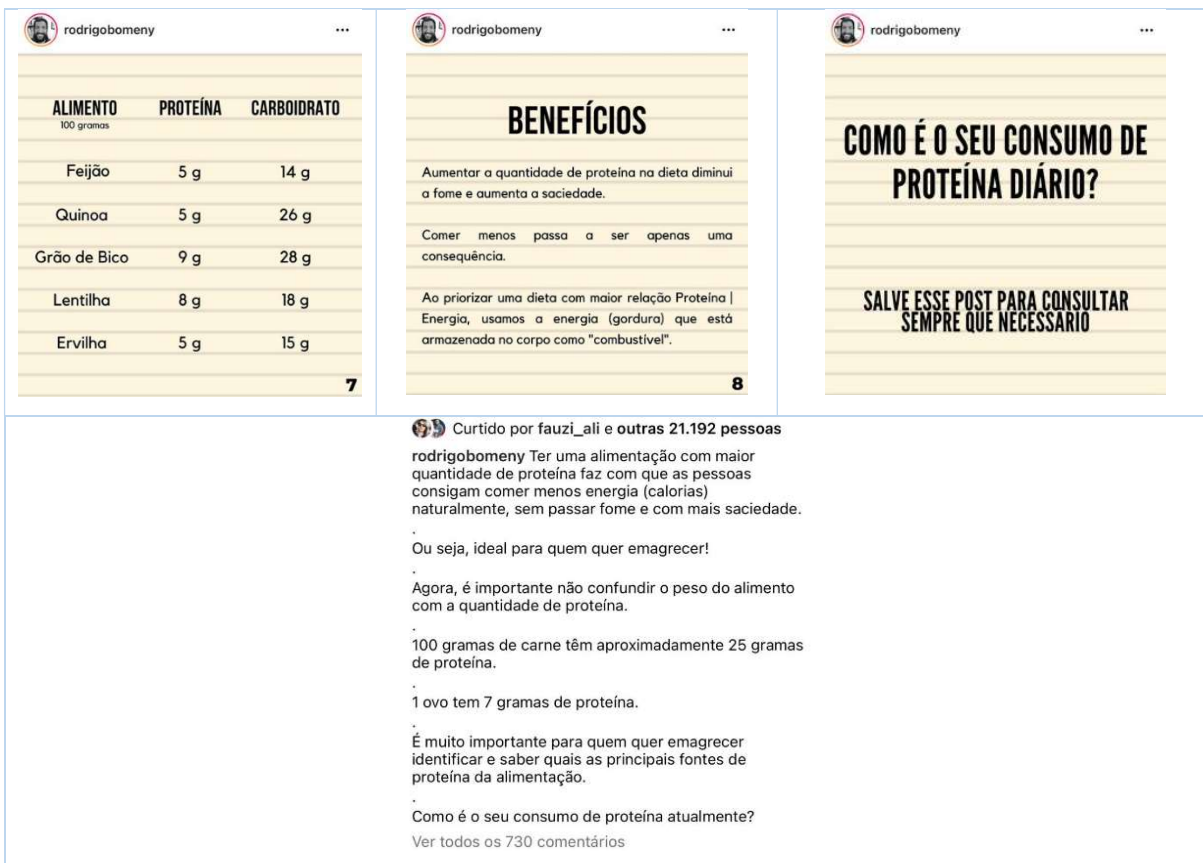 rodrigobomeny ...
ALIMENTO PROTEÍNA CARBOIDRATO
100 gramas
Feijão 5 g 14 g
Quinoa 5 g 26 g
Grão de Bico 9 g 28 g
Lentilha 8 g 18 g
Ervilha 5 g 15 g
7
rodrigobomeny ...
BENEFÍCIOS
Aumentar a quantidade de proteína na dieta diminui
a fome e aumenta a saciedade.
Comer menos passa a ser apenas uma
consequência.
Ao priorizar uma dieta com maior relação Proteína |
Energia, usamos a energia (gordura) que está
armazenada no corpo como "combustível".
8
rodrigobomeny ...
COMO É O SEU CONSUMO DE
PROTEÍNA DIÁRIO?
SALVE ESSE POST PARA CONSULTAR
SEMPRE QUE NECESSÁRIO
Curtido por fauzi_ali e outras 21.192 pessoas
rodrigobomeny Ter uma alimentação com maior
quantidade de proteína faz com que as pessoas
consigam comer menos energia (calorias)
naturalmente, sem passar fome e com mais saciedade.
.
Ou seja, ideal para quem quer emagrecer!
.
Agora, é importante não confundir o peso do alimento
com a quantidade de proteína.
.
100 gramas de carne têm aproximadamente 25 gramas
de proteína.
.
1 ovo tem 7 gramas de proteína.
.
É muito importante para quem quer emagrecer
identificar e saber quais as principais fontes de
proteína da alimentação.
.
Como é o seu consumo de proteína atualmente?
Ver todos os 730 comentários